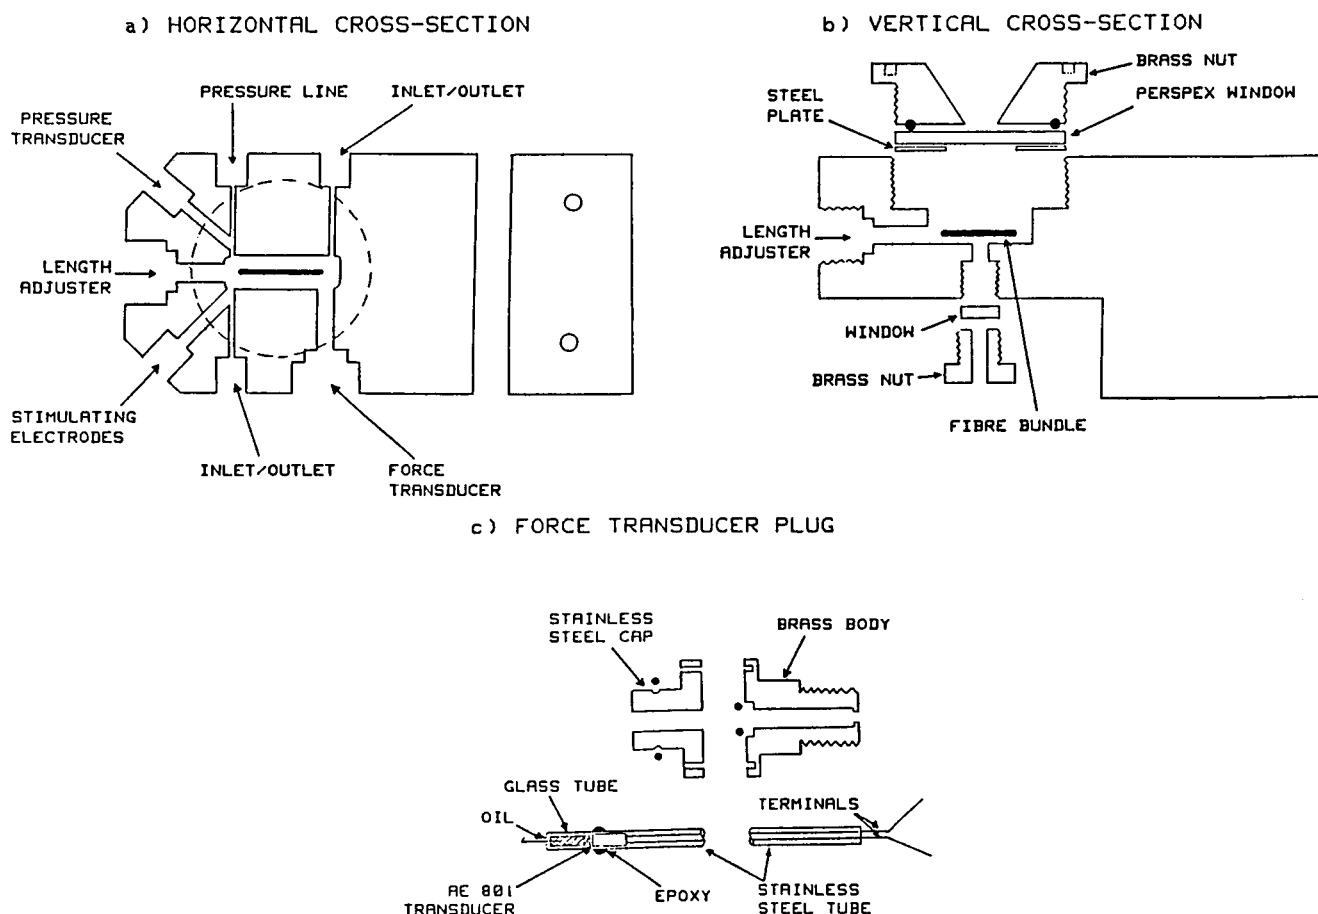 a) HORIZONTAL CROSS-SECTION
PRESSURE LINE
INLET/OUTLET
PRESSURE
TRANSDUCER
LENGTH
ADJUSTER
STIMULATING
ELECTRODES
INLET/OUTLET
FORCE
TRANSDUCER
b) VERTICAL CROSS-SECTION
BRASS NUT
STEEL
PLATE
PERSPEX WINDOW
LENGTH
ADJUSTER
WINDOW
BRASS NUT
FIBRE BUNDLE
c) FORCE TRANSDUCER PLUG
STAINLESS
STEEL CAP
BRASS BODY
GLASS TUBE
OIL
TERMINALS
AE 801
TRANSDUCER
EPOXY
STAINLESS
STEEL TUBE